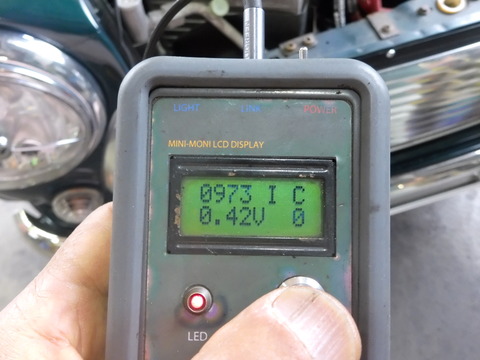 LIGHT LINK POWER
MINI-MONI LCD DISPLAY
0973 I C
0.42V 0
LED